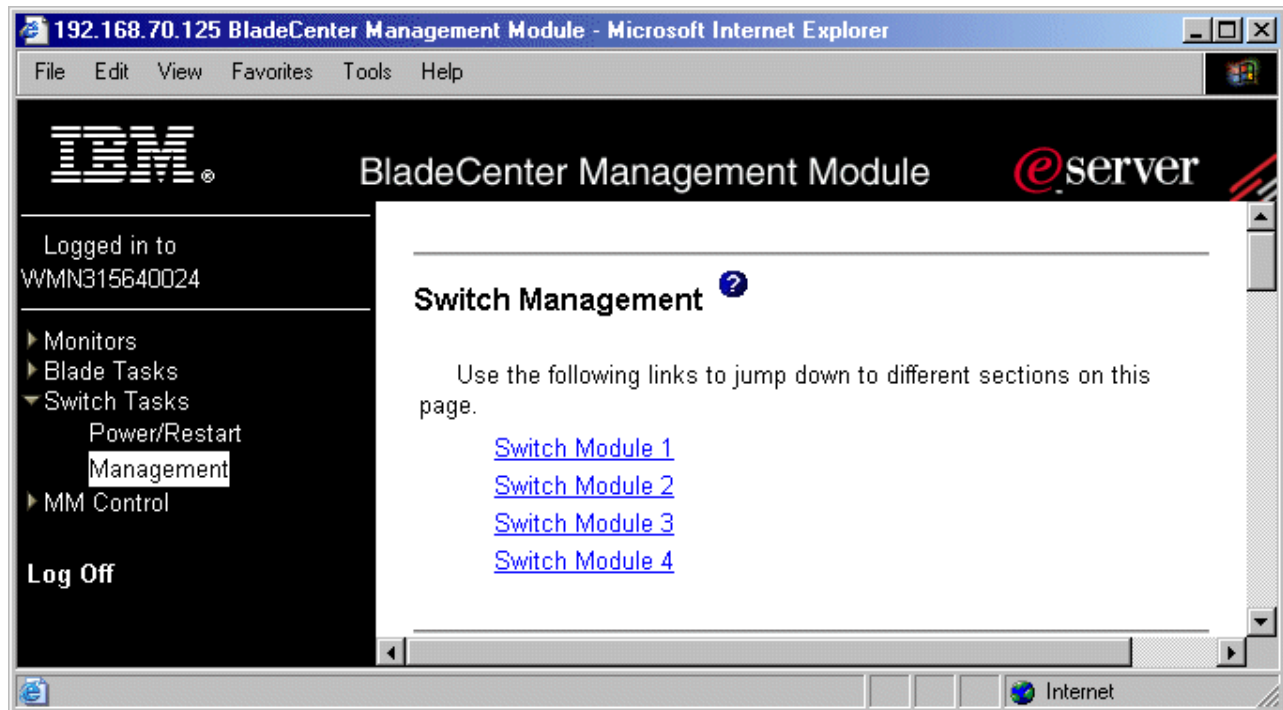 192.168.70.125 BladeCenter Management Module - Microsoft Internet Explorer
File Edit View Favorites Tools Help
IBM®
BladeCenter Management Module
eserver
Logged in to
WMN315640024
Monitors
Blade Tasks
Switch Tasks
Power/Restart
Management
MM Control
Log Off
Switch Management ?
Use the following links to jump down to different sections on this
page.
Switch Module 1
Switch Module 2
Switch Module 3
Switch Module 4
Internet